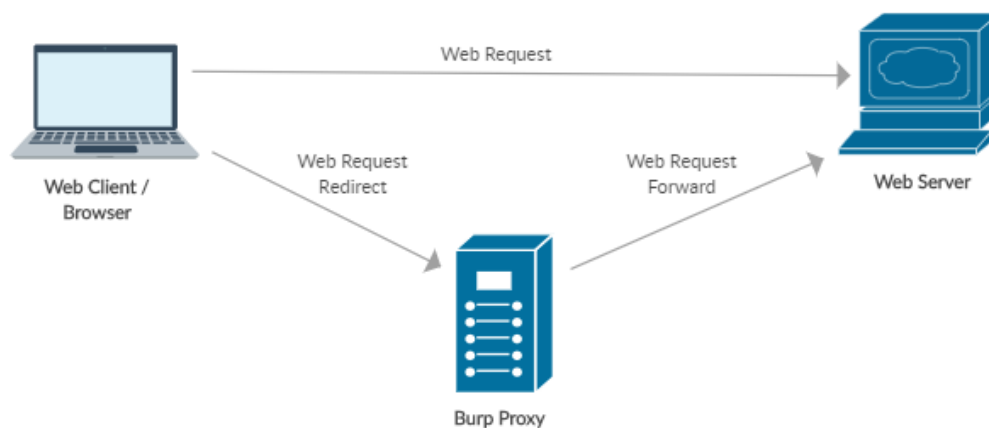 Web Request
Web Request
Redirect
Web Request
Forward
Web Client /
Browser
Web Server
Burp Proxy